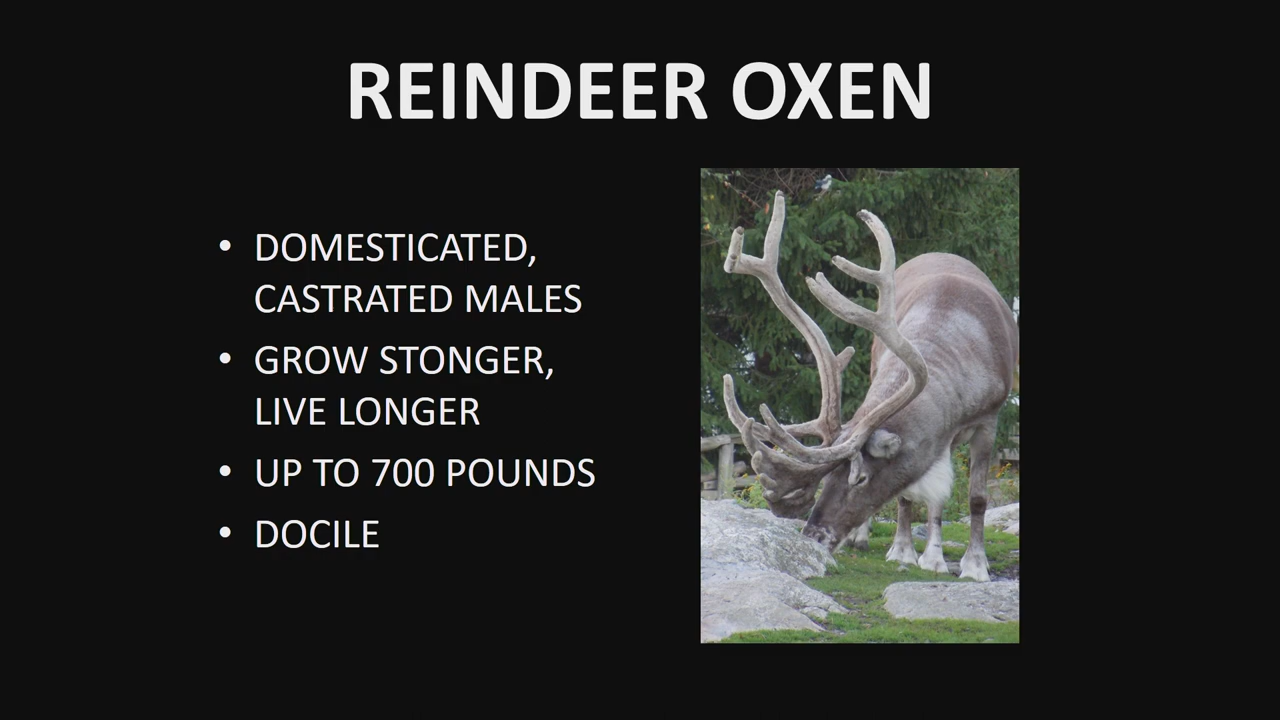 REINDEER OXEN
• DOMESTICATED,
CASTRATED MALES
• GROW STONGER,
LIVE LONGER
• UP TO 700 POUNDS
• DOCILE